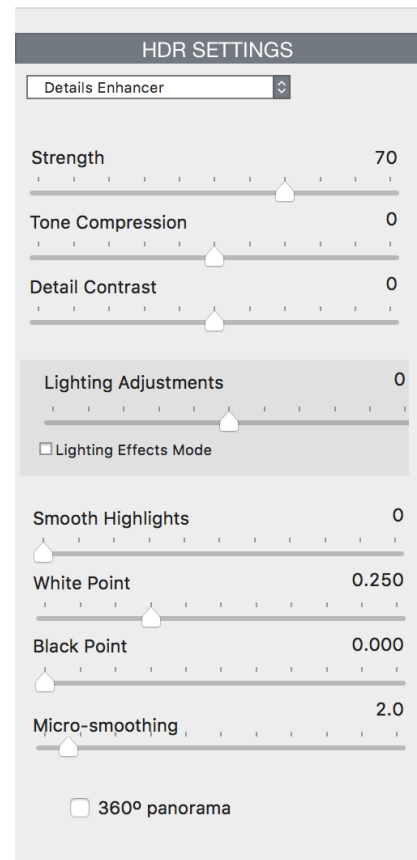 HDR SETTINGS
Details Enhancer
Strength 70
Tone Compression 0
Detail Contrast 0
Lighting Adjustments 0
Lighting Effects Mode
Smooth Highlights 0
White Point 0.250
Black Point 0.000
Micro-smoothing 2.0
360º panorama